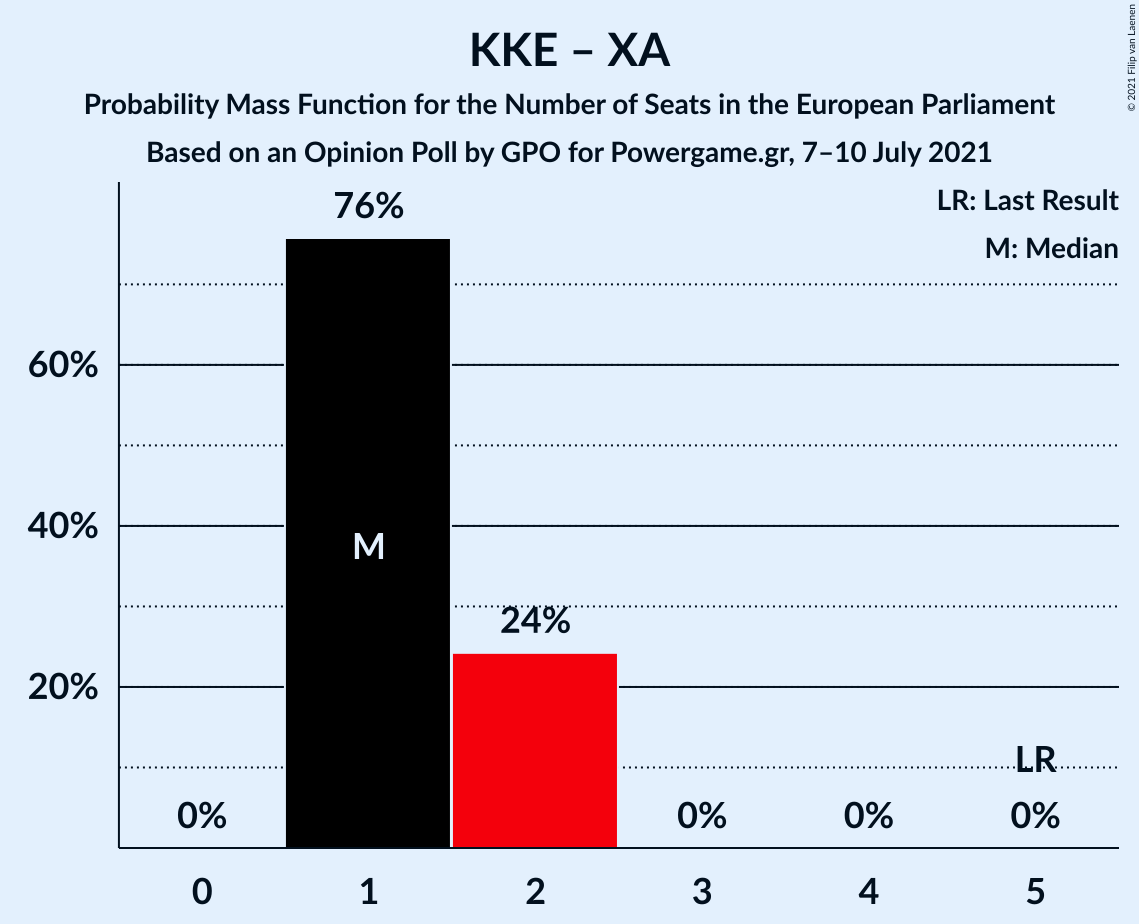 KKE – XA
Probability Mass Function for the Number of Seats in the European Parliament
Based on an Opinion Poll by GPO for Powergame.gr, 7–10 July 2021
© 2021 Filip van Laenen
LR: Last Result
M: Median
76%
60%
40%
M
24%
20%
LR
0%
0%
0%
0%
0
1
2
3
4
5